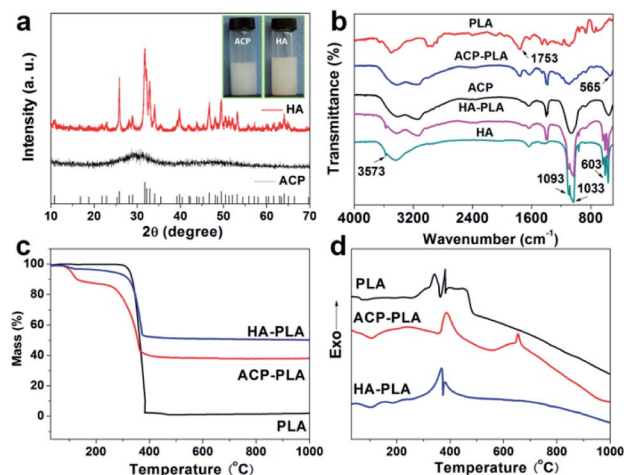 a
ACP
HA
HA
ACP
Intensity (a. u.)
10 20 30 40 50 60 70
2θ (degree)
b
PLA
1753
ACP-PLA
565
ACP
HA-PLA
HA
3573
603
1093
1033
Transmittance (%)
4000 3200 2400 1600 800
Wavenumber (cm⁻¹)
c
100
80
60
40
20
0
Mass (%)
HA-PLA
ACP-PLA
PLA
200 400 600 800 1000
Temperature (°C)
d
PLA
ACP-PLA
HA-PLA
Exo
200 400 600 800 1000
Temperature (°C)